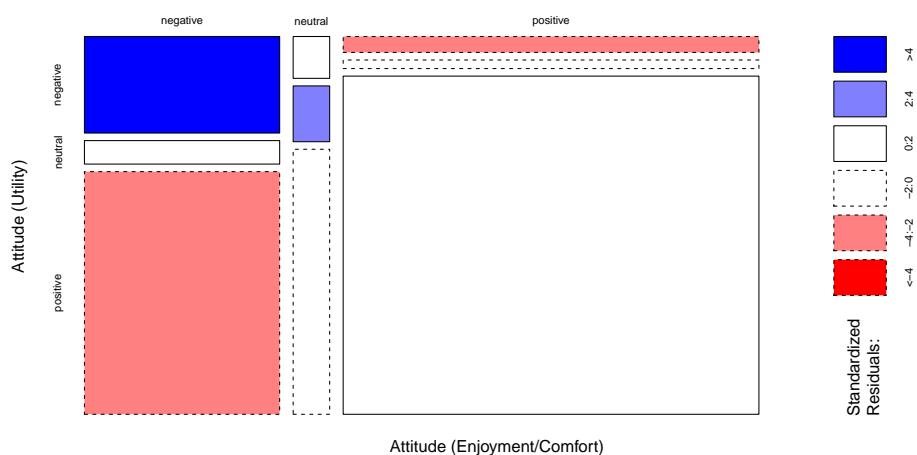 negative
neutral
positive
negative
neutral
positive
Attitude (Utility)
Attitude (Enjoyment/Comfort)
>4
2:4
0:2
−2:0
−4:−2
<−4
Standardized
Residuals: